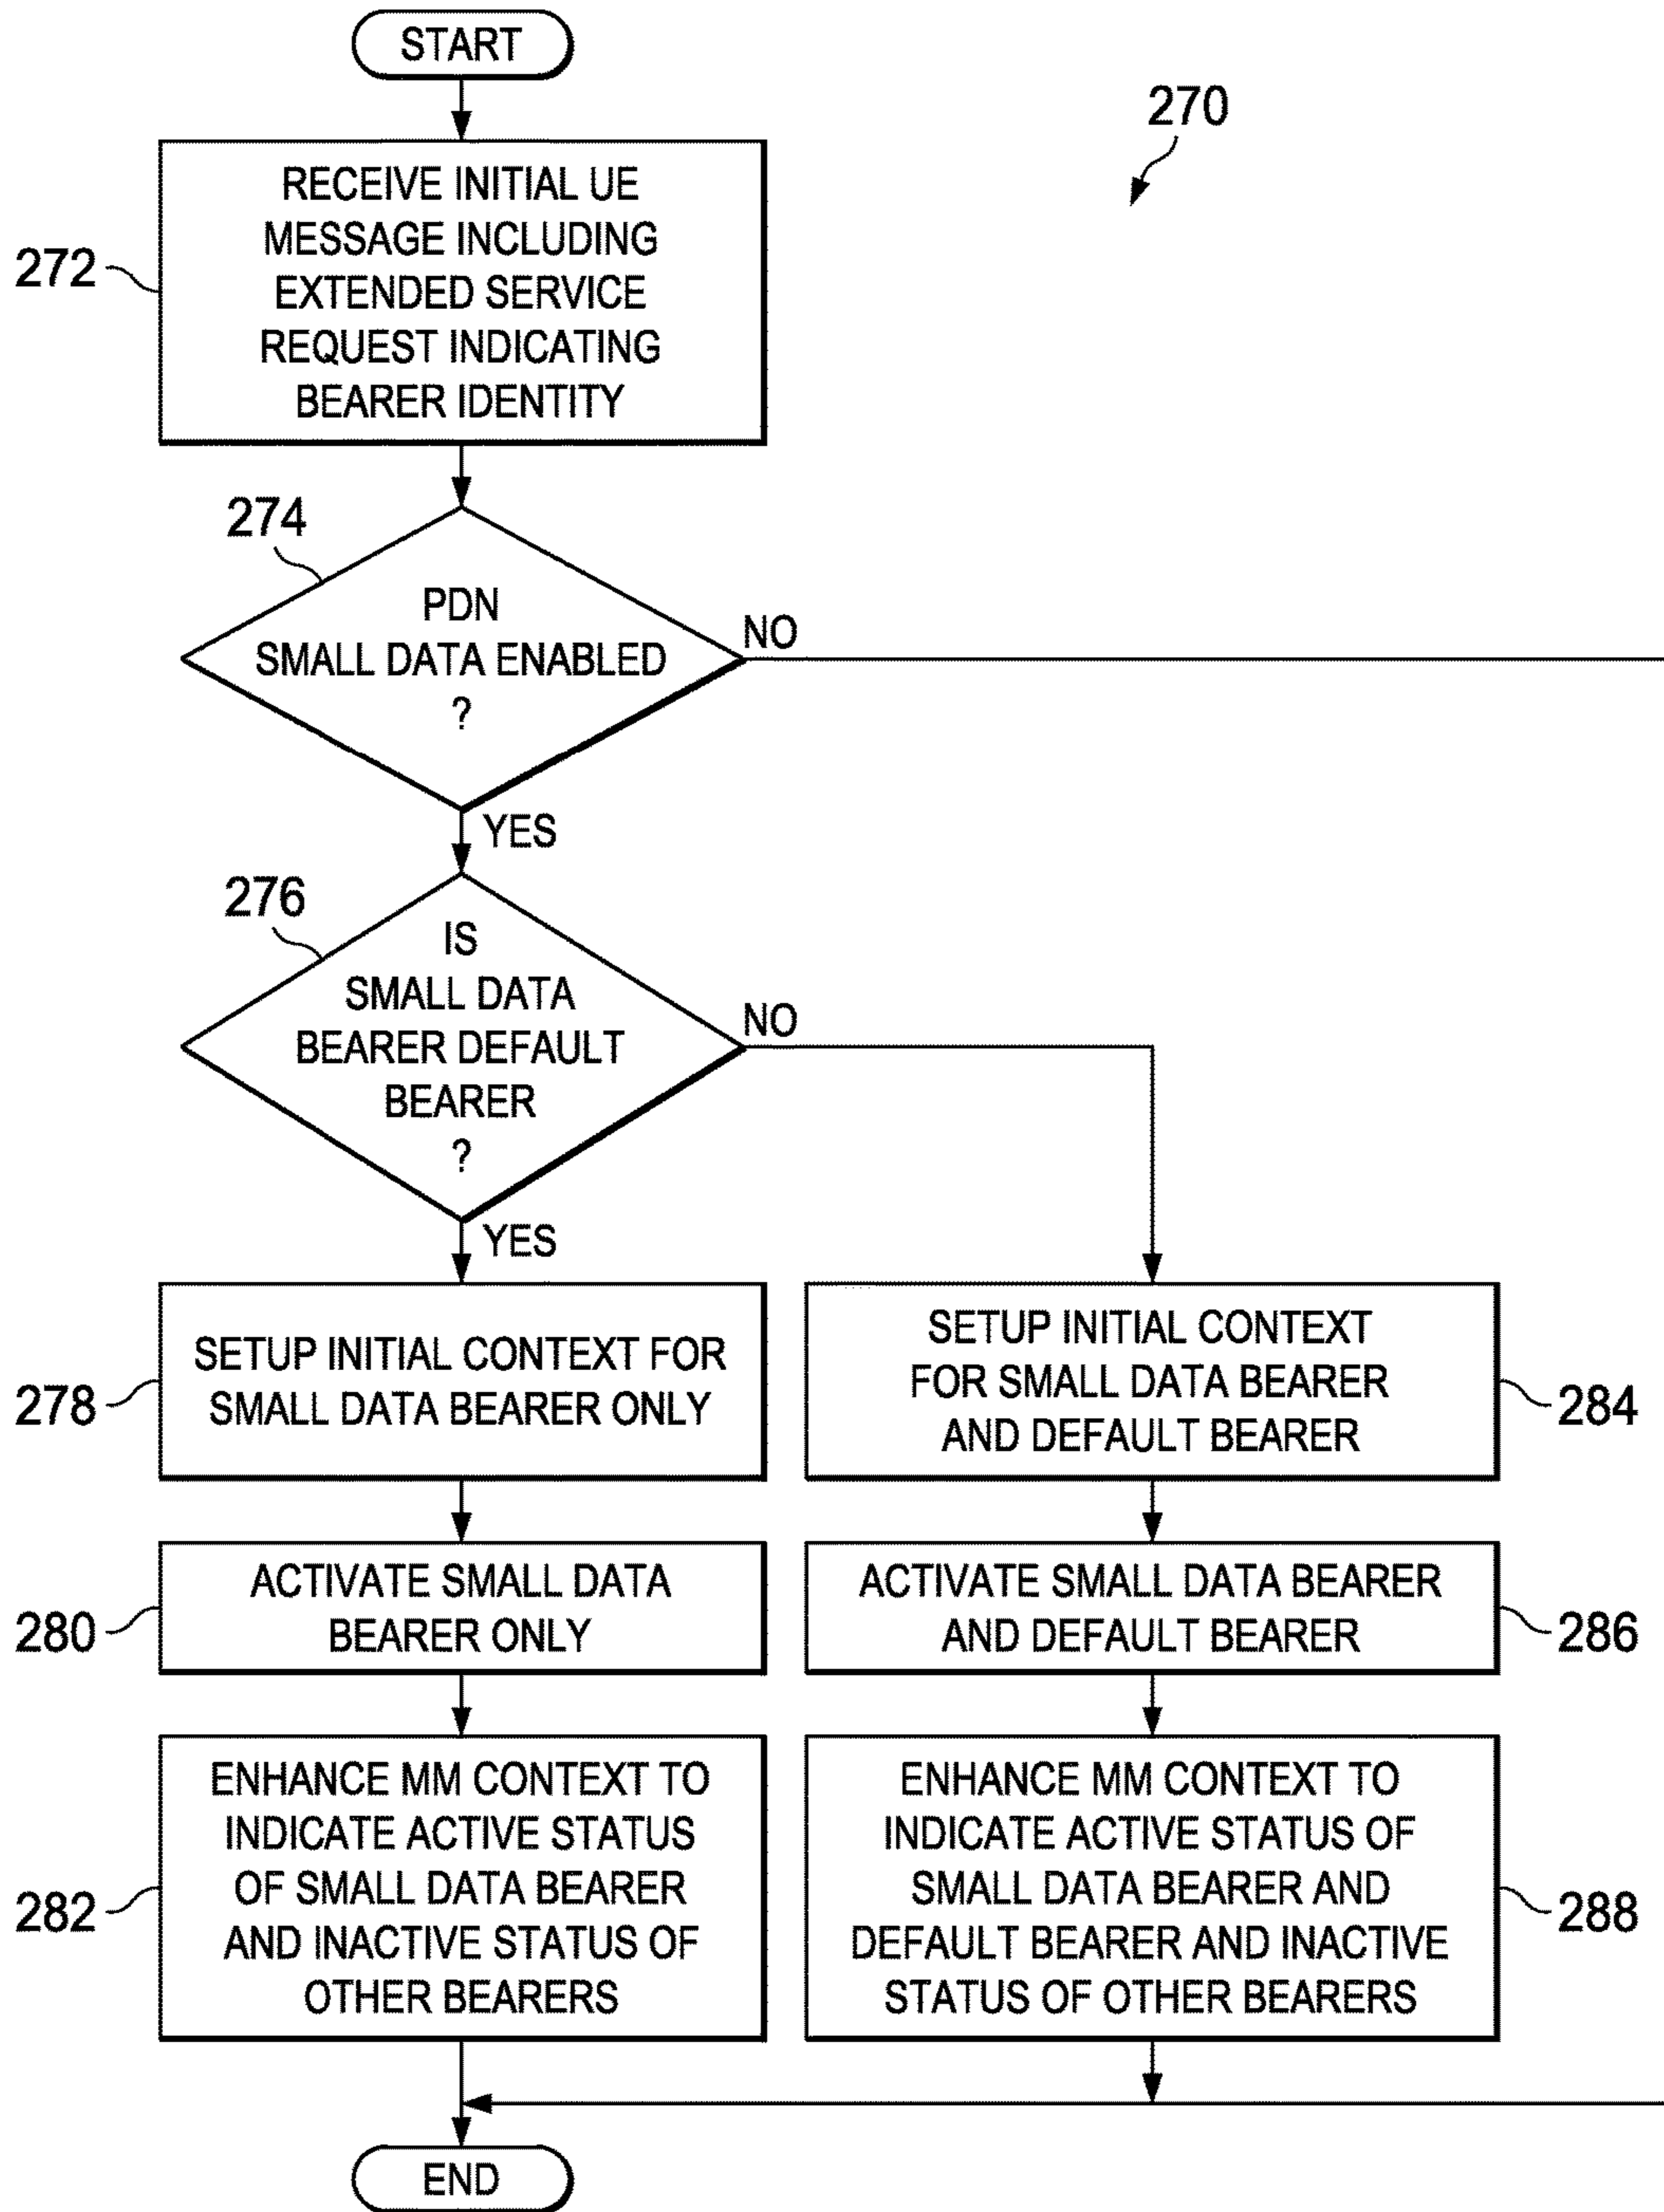 START
270
RECEIVE INITIAL UE
MESSAGE INCLUDING
EXTENDED SERVICE
REQUEST INDICATING
BEARER IDENTITY
272
274
PDN
SMALL DATA ENABLED
?
NO
YES
276
IS
SMALL DATA
BEARER DEFAULT
BEARER
?
NO
YES
SETUP INITIAL CONTEXT FOR
SMALL DATA BEARER ONLY
278
SETUP INITIAL CONTEXT
FOR SMALL DATA BEARER
AND DEFAULT BEARER
284
ACTIVATE SMALL DATA
BEARER ONLY
280
ACTIVATE SMALL DATA BEARER
AND DEFAULT BEARER
286
ENHANCE MM CONTEXT TO
INDICATE ACTIVE STATUS
OF SMALL DATA BEARER
AND INACTIVE STATUS OF
OTHER BEARERS
282
ENHANCE MM CONTEXT TO
INDICATE ACTIVE STATUS OF
SMALL DATA BEARER AND
DEFAULT BEARER AND INACTIVE
STATUS OF OTHER BEARERS
288
END